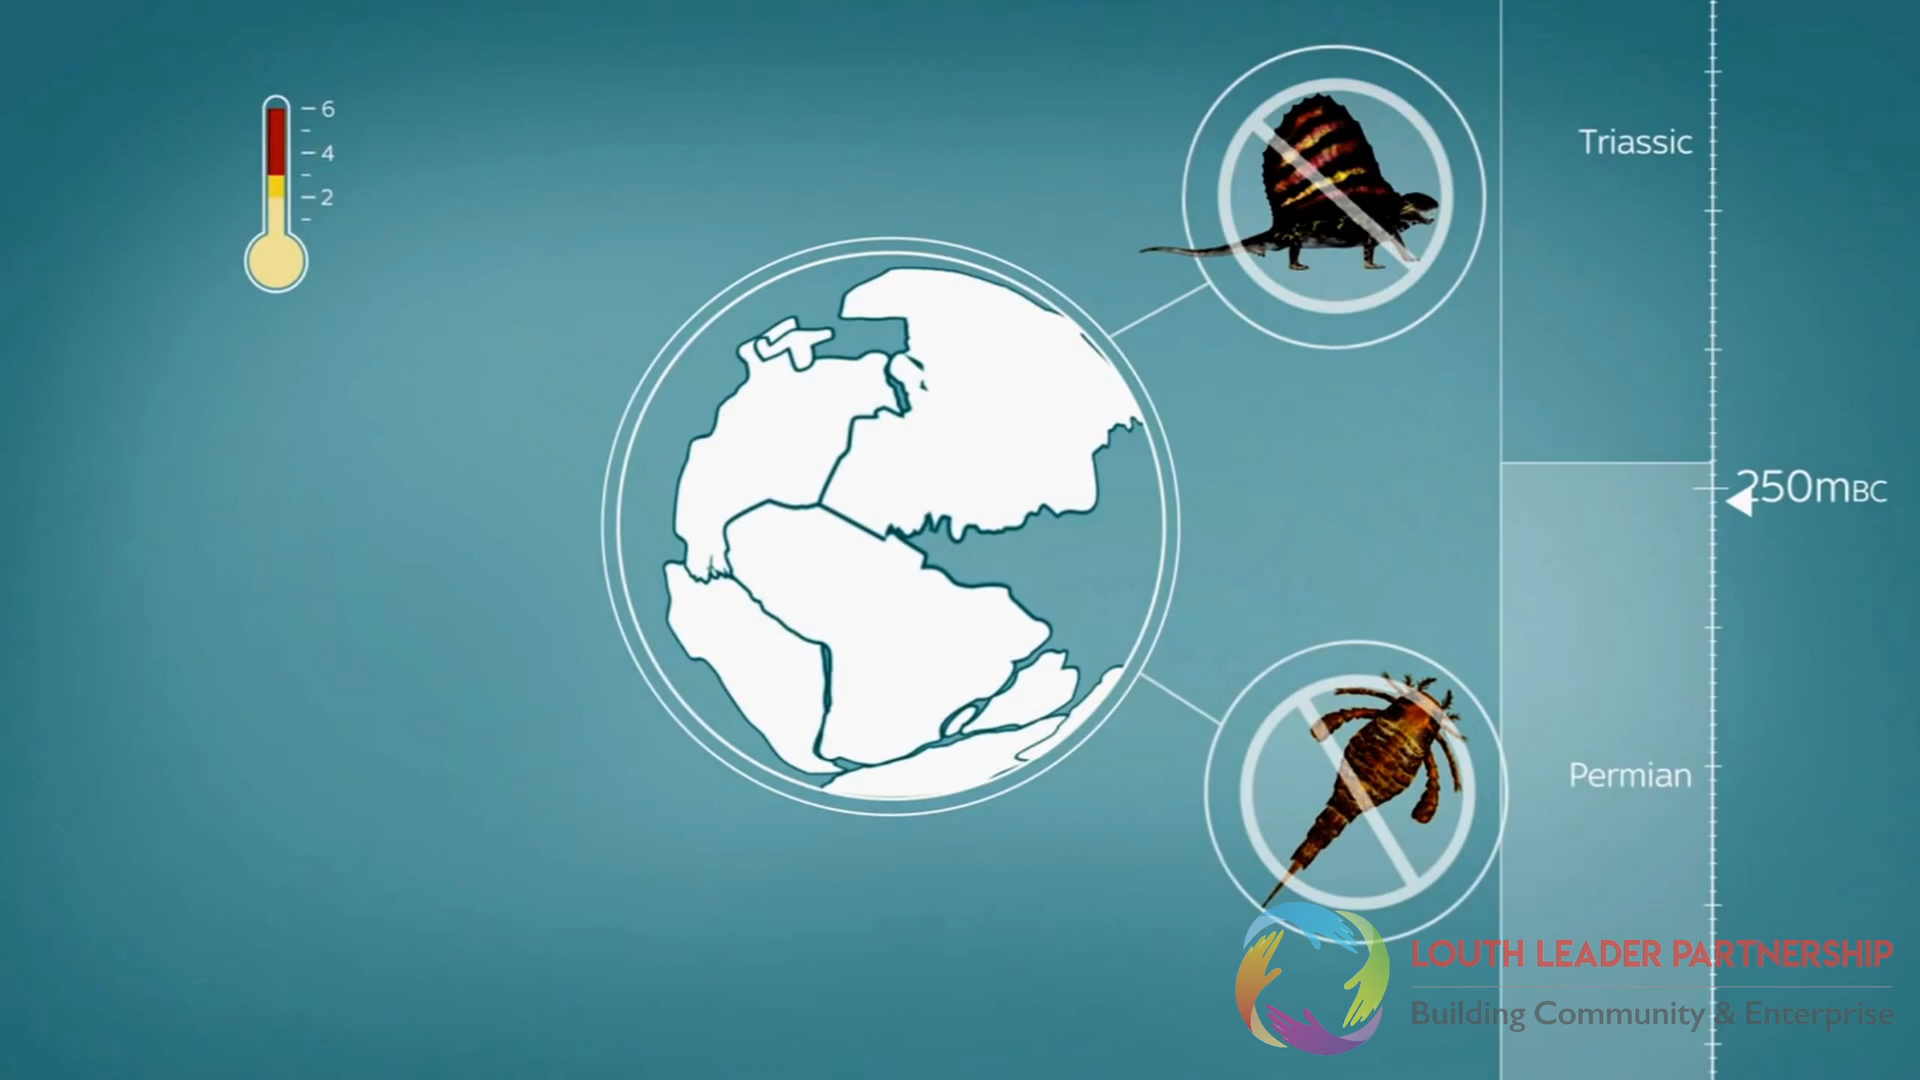 6
4
2
Triassic
250mBC
Permian
LOUTH LEADER PARTNERSHIP
Building Community & Enterprise